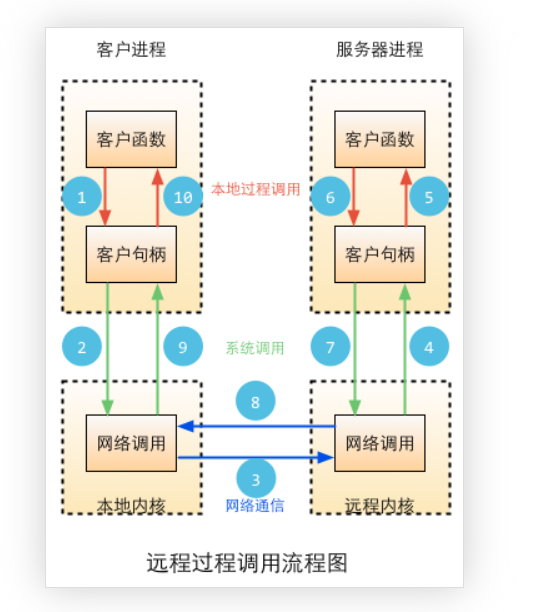 客户进程
服务器进程
客户函数
客户函数
1
10
本地过程调用
6
5
客户句柄
客户句柄
2
9
系统调用
7
4
8
网络调用
网络调用
3
本地内核
网络通信
远程内核
远程过程调用流程图